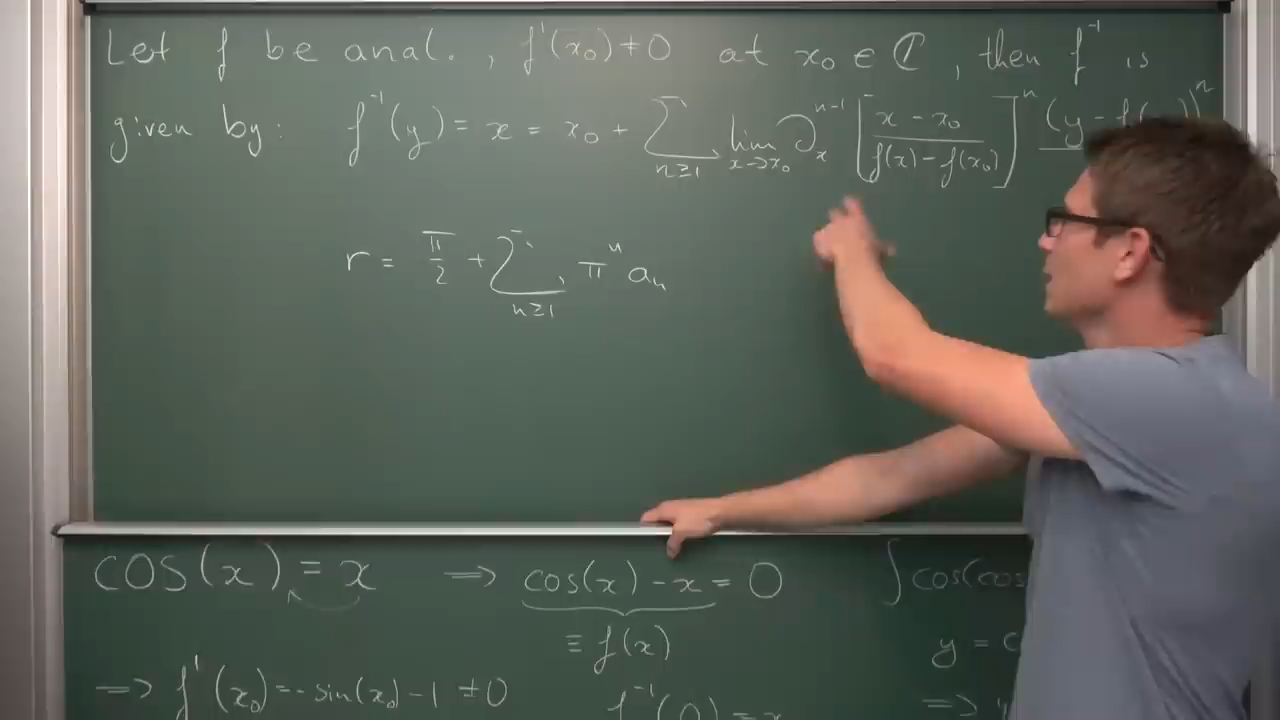 Let f be anal., f'(x₀) ≠ 0 at x₀ ∈ ℂ, then f⁻¹ is
given by: f⁻¹(y) = x = x₀ + ∑_{n≥1} lim_{x→x₀} ∂ₓⁿ⁻¹ [(x - x₀)/(f(x) - f(x₀))]ⁿ (y - f( ))ⁿ
r = π/2 + ∑_{n≥1} πⁿ aₙ
cos(x) = x ⟹ cos(x) - x = 0 ∫ cos(cos
≡ f(x) y = c
⟹ f'(x₀) = - sin(x₀) - 1 ≠ 0 f⁻¹(0) = x ⟹